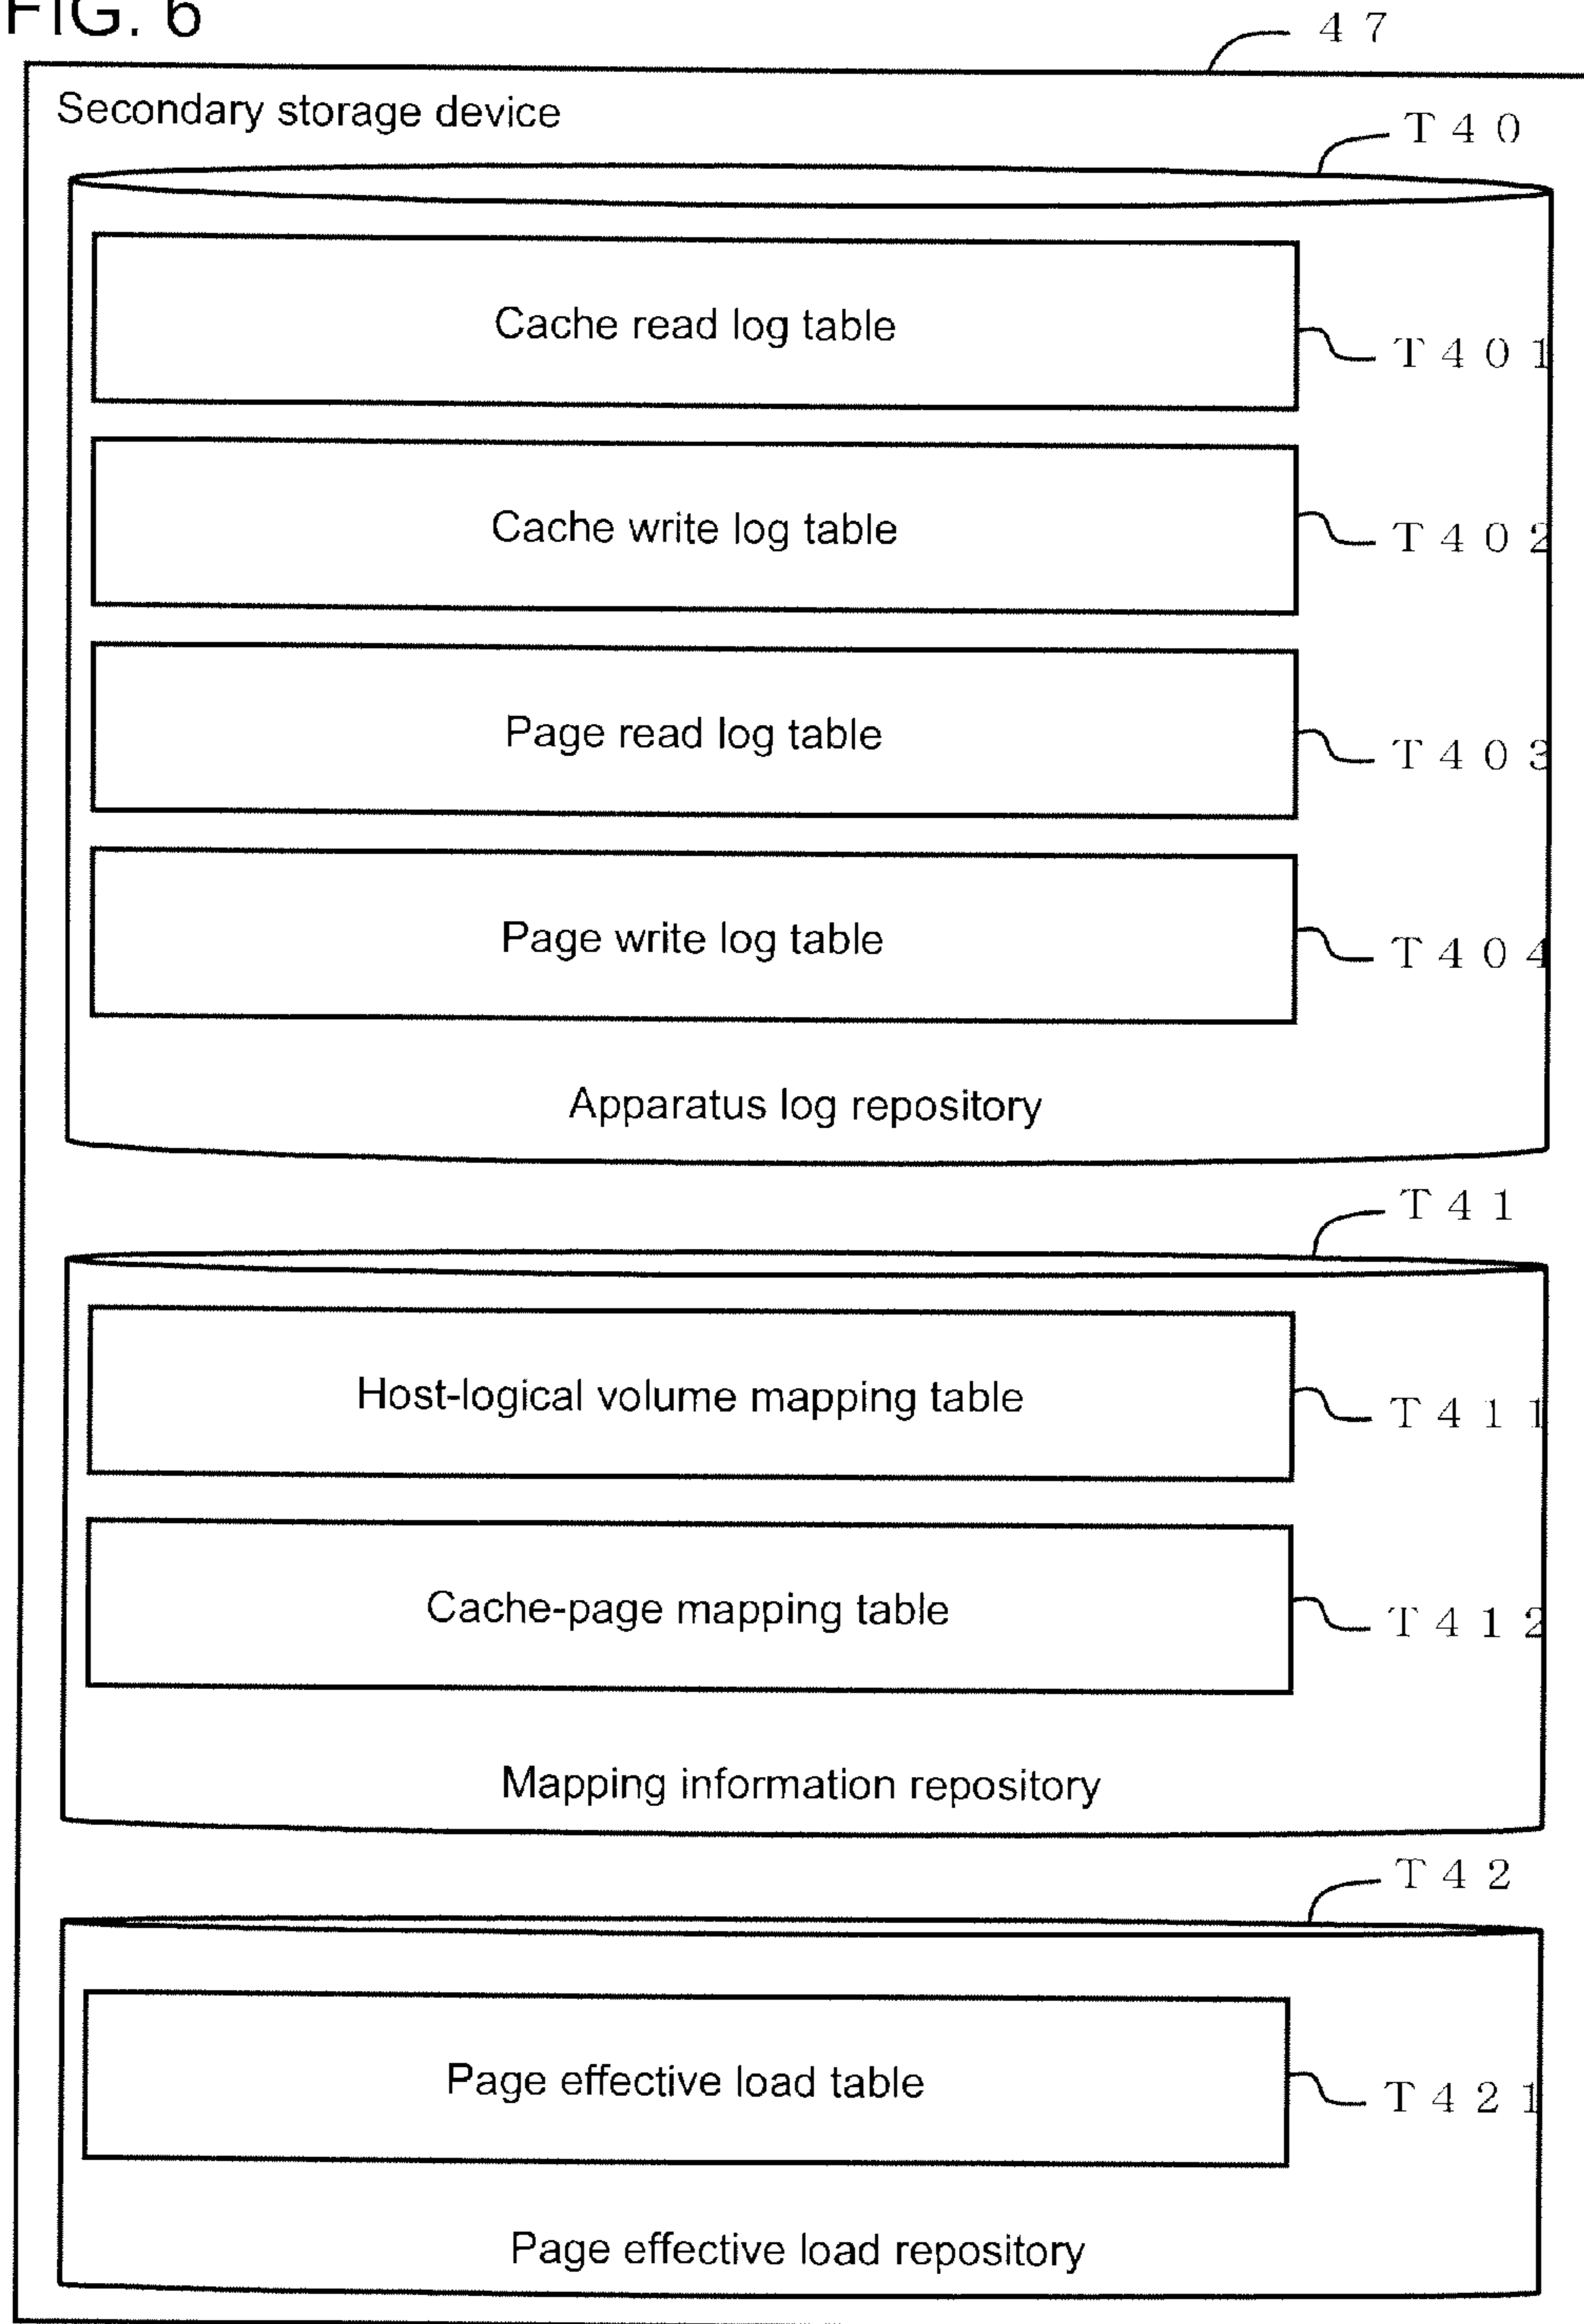 FIG. 6
47
Secondary storage device
T40
Cache read log table
T401
Cache write log table
T402
Page read log table
T403
Page write log table
T404
Apparatus log repository
T41
Host-logical volume mapping table
T411
Cache-page mapping table
T412
Mapping information repository
T42
Page effective load table
T421
Page effective load repository